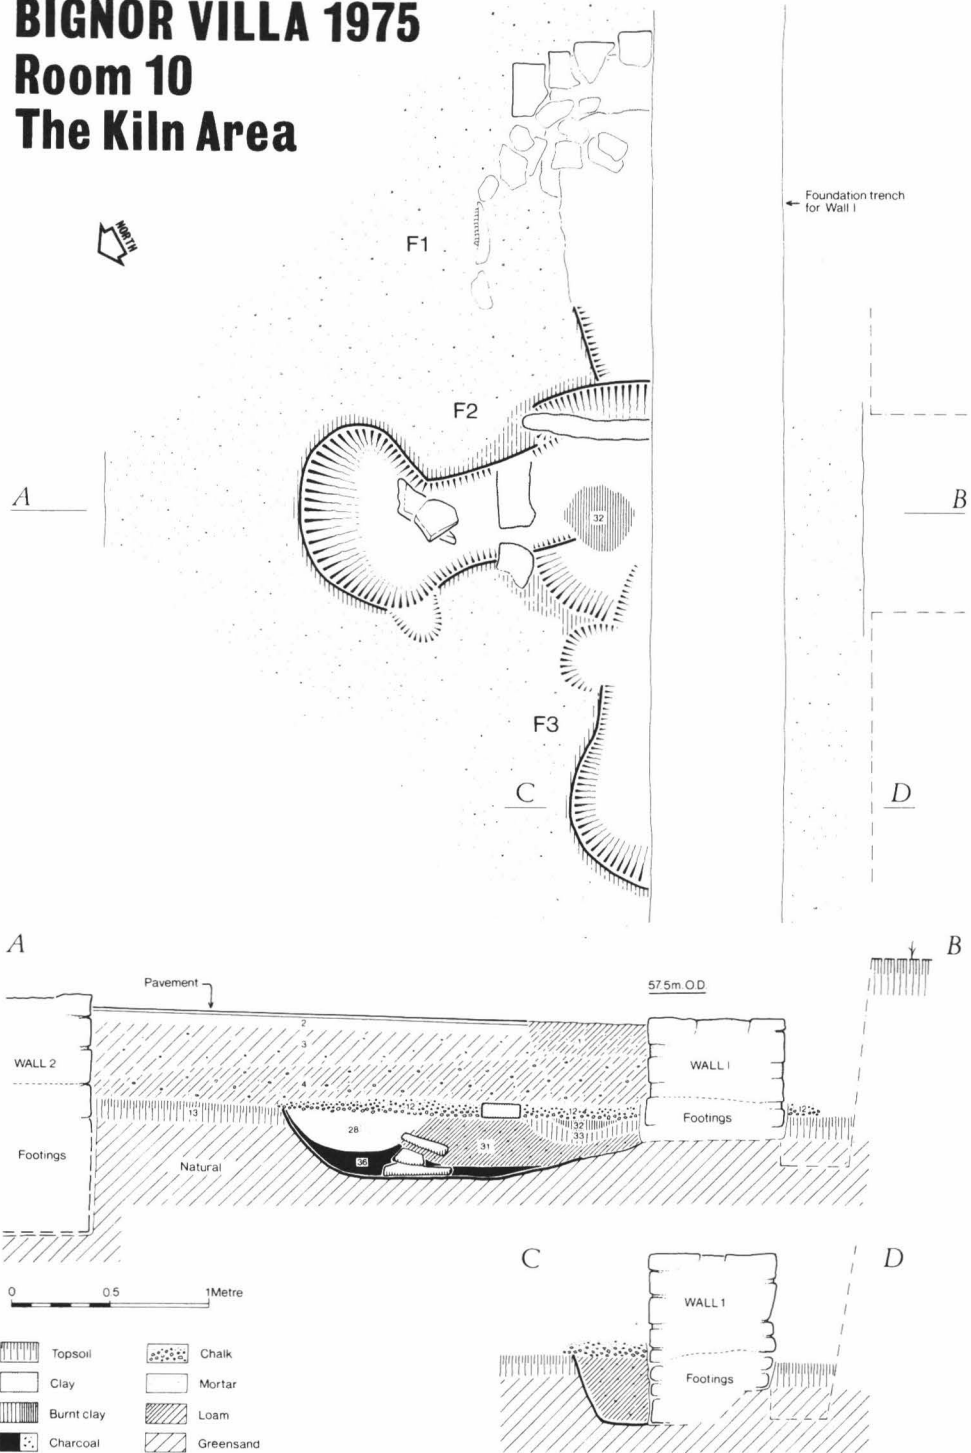 BIGNOR VILLA 1975
Room 10
The Kiln Area
NORTH
Foundation trench
for Wall I
F1
F2
A
B
32
F3
C
D
A
B
Pavement
57.5m. O.D.
2
3
4
WALL 2
WALL I
13
12
12
32
33
28
31
36
Footings
Footings
Natural
C
D
0
0.5
1Metre
WALL 1
Footings
Topsoil
Chalk
Clay
Mortar
Burnt clay
Loam
Charcoal
Greensand